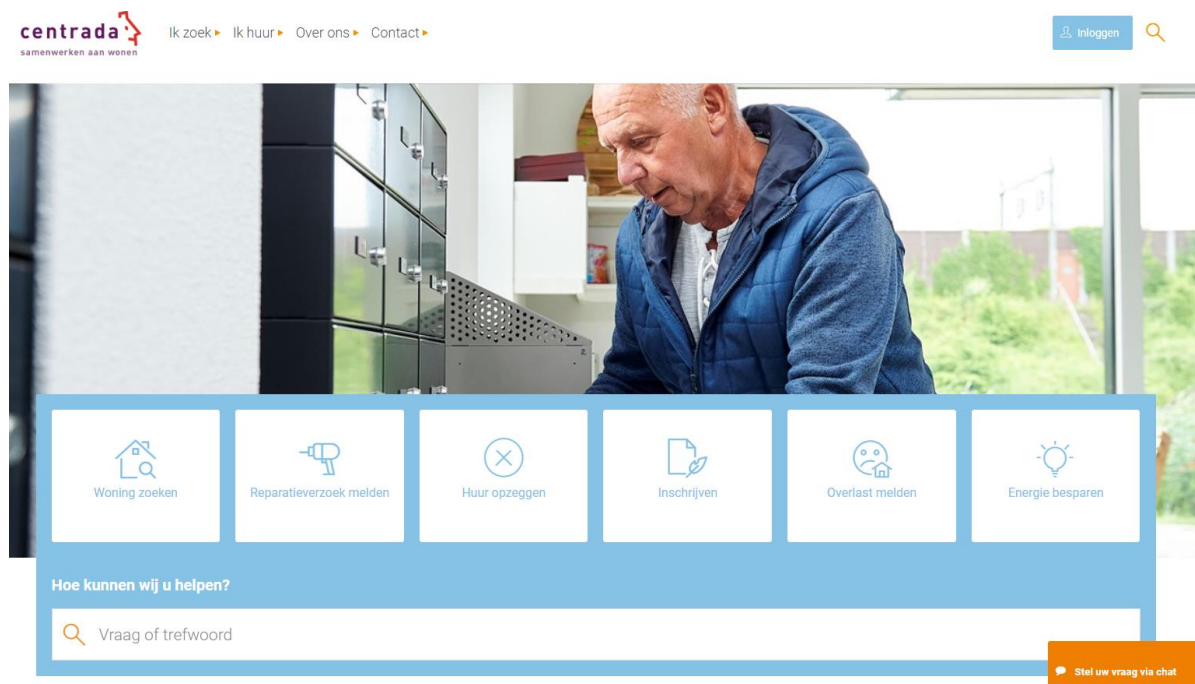 centrada
samenwerken aan wonen
Ik zoek Ik huur Over ons Contact
Inloggen
Woning zoeken
Reparatieverzoek melden
Huur opzeggen
Inschrijven
Overlast melden
Energie besparen
Hoe kunnen wij u helpen?
Vraag of trefwoord
Stel uw vraag via chat